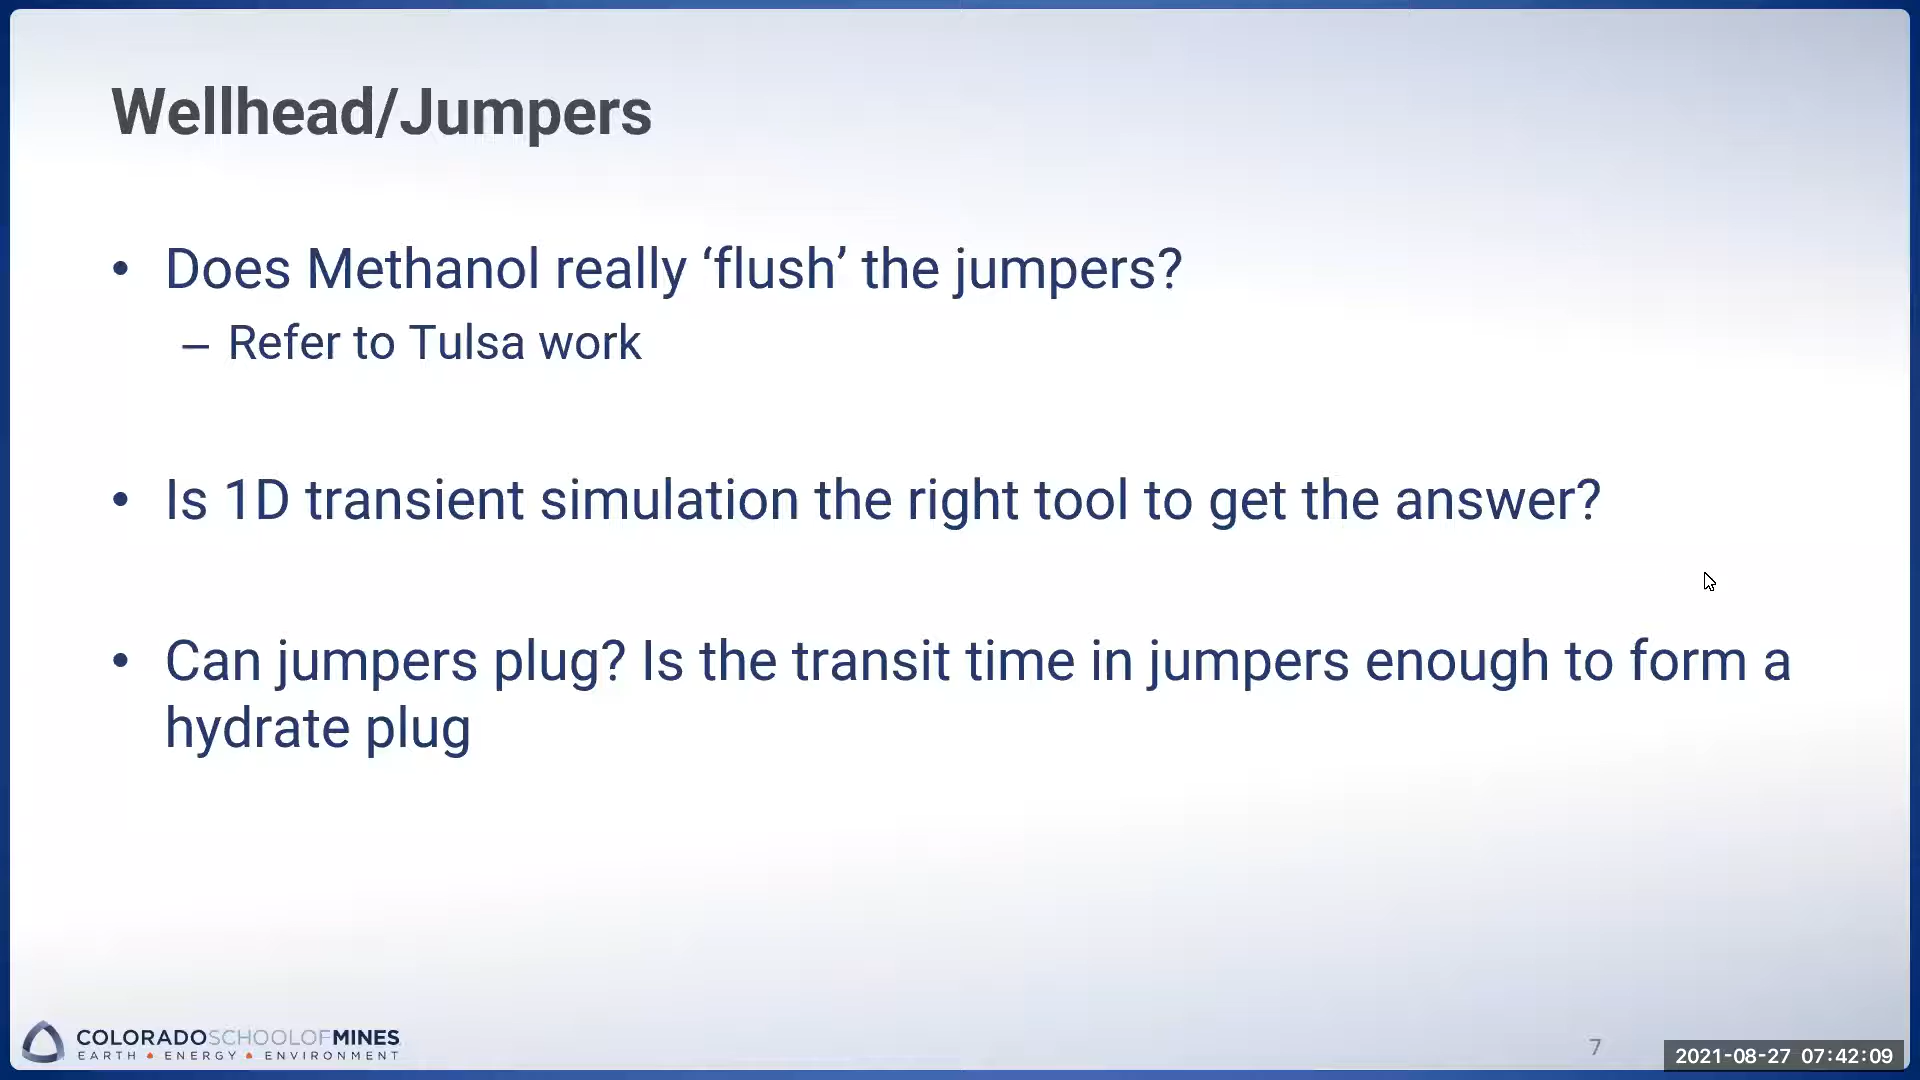 Wellhead/Jumpers
• Does Methanol really ‘flush’ the jumpers?
– Refer to Tulsa work
• Is 1D transient simulation the right tool to get the answer?
• Can jumpers plug? Is the transit time in jumpers enough to form a
hydrate plug
COLORADOSCHOOLOFMINES
EARTH • ENERGY • ENVIRONMENT
7
2021-08-27 07:42:09